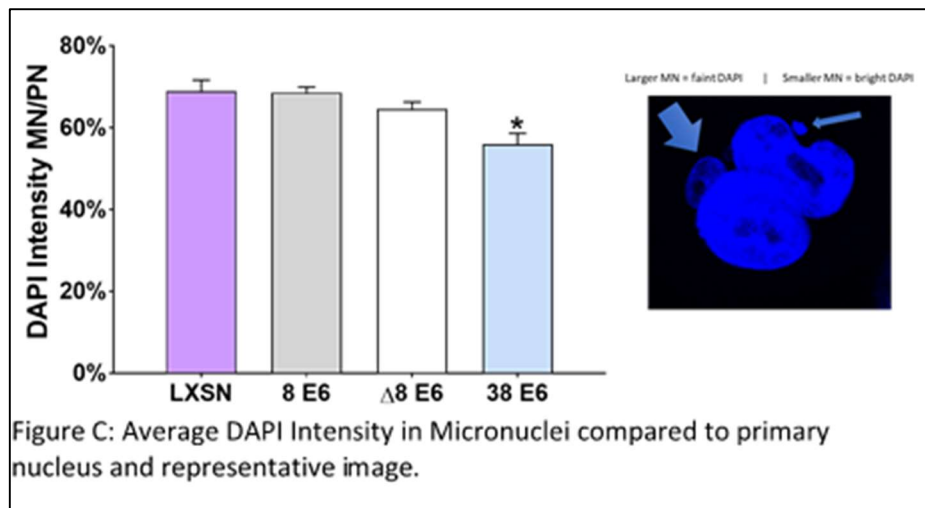 80%
60%
40%
20%
0%
DAPI Intensity MN/PN
*
LXSN
8 E6
Δ8 E6
38 E6
Larger MN = faint DAPI | Smaller MN = bright DAPI
Figure C: Average DAPI Intensity in Micronuclei compared to primary
nucleus and representative image.